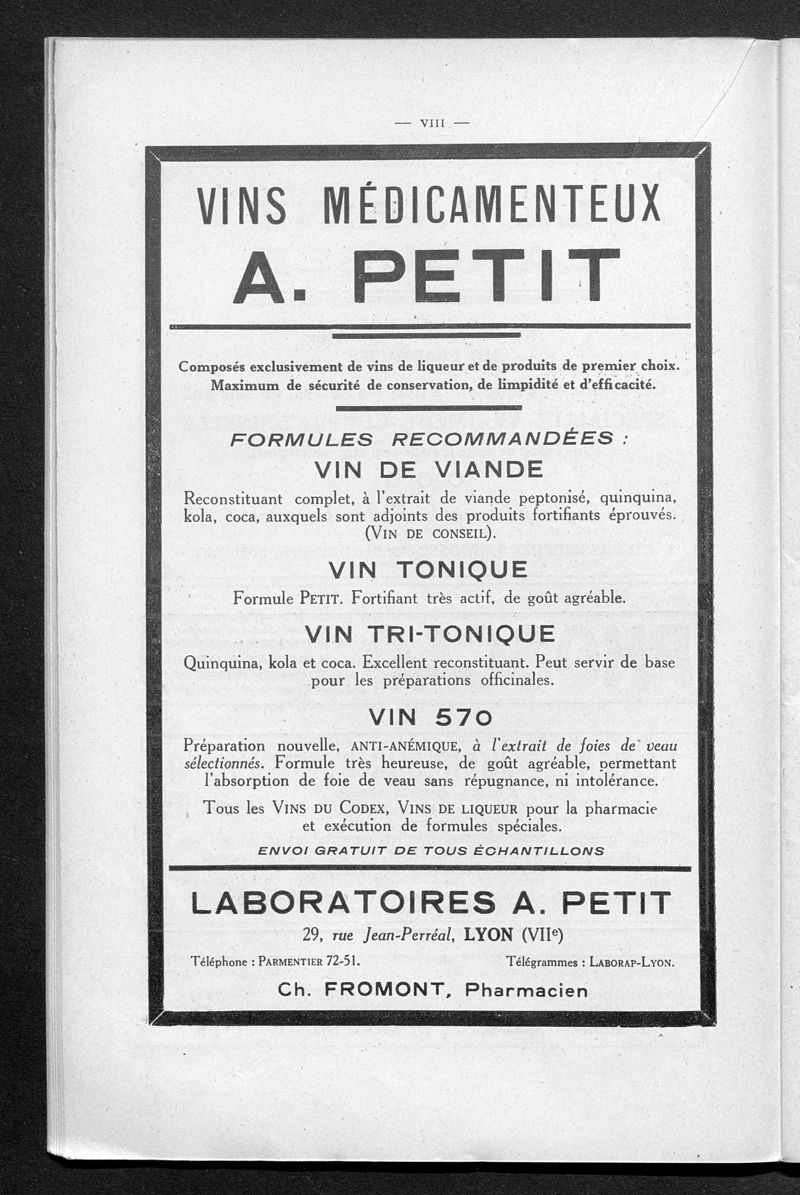 — VIII —
VINS MÉDICAMENTEUX
A. PETIT
Composés exclusivement de vins de liqueur et de produits de premier choix.
Maximum de sécurité de conservation, de limpidité et d'efficacité.
FORMULES RECOMMANDÉES :
VIN DE VIANDE
Reconstituant complet, à l'extrait de viande peptonisé, quinquina,
kola, coca, auxquels sont adjoints des produits fortifiants éprouvés.
(VIN DE CONSEIL).
VIN TONIQUE
Formule PETIT. Fortifiant très actif, de goût agréable.
VIN TRI-TONIQUE
Quinquina, kola et coca. Excellent reconstituant. Peut servir de base
pour les préparations officinales.
VIN 570
Préparation nouvelle, ANTI-ANÉMIQUE, à l'extrait de foies de veau
sélectionnés. Formule très heureuse, de goût agréable, permettant
l'absorption de foie de veau sans répugnance, ni intolérance.
Tous les VINS DU CODEX, VINS DE LIQUEUR pour la pharmacie
et exécution de formules spéciales.
ENVOI GRATUIT DE TOUS ÉCHANTILLONS
LABORATOIRES A. PETIT
29, rue Jean-Perréal, LYON (VIIe)
Téléphone : PARMENTIER 72-51. Télégrammes : LABORAP-LYON.
Ch. FROMONT, Pharmacien